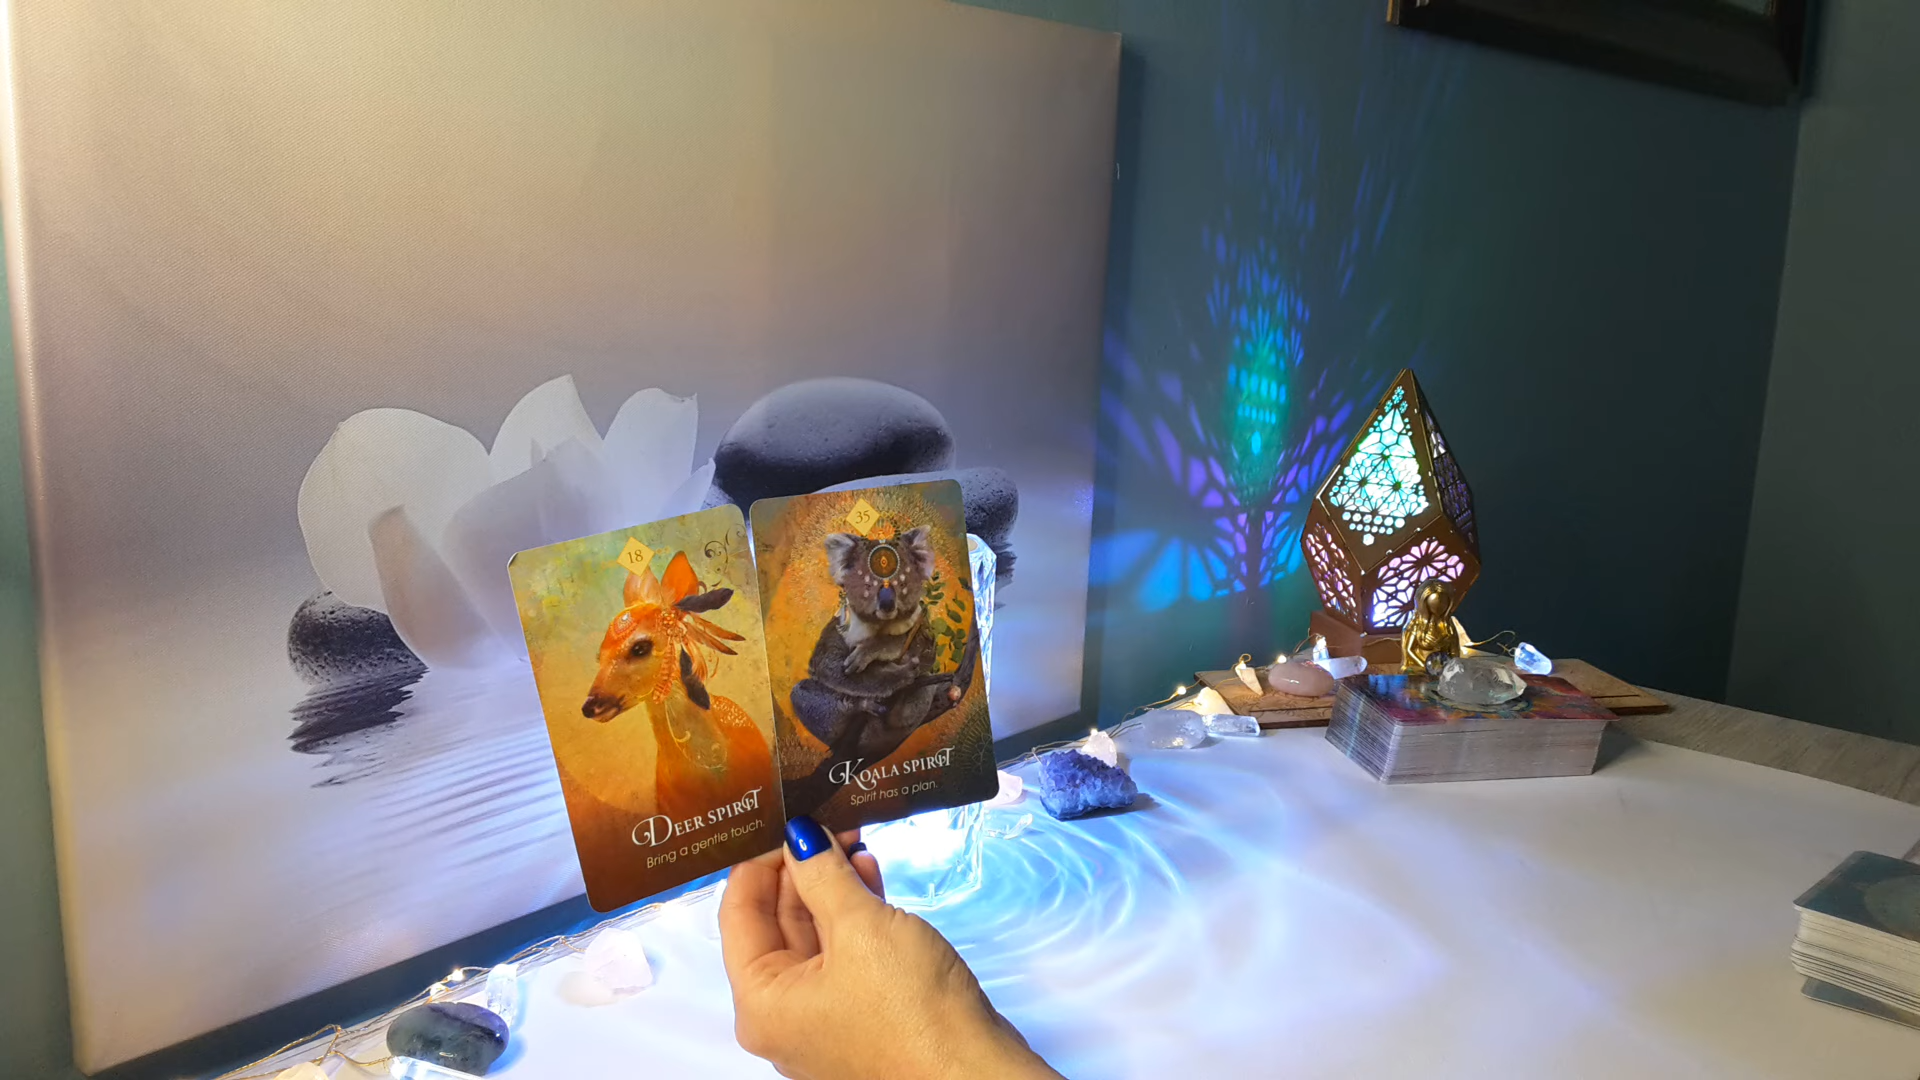 18
DEER SPIRIT
Bring a gentle touch.
35
KOALA SPIRIT
Spirit has a plan.